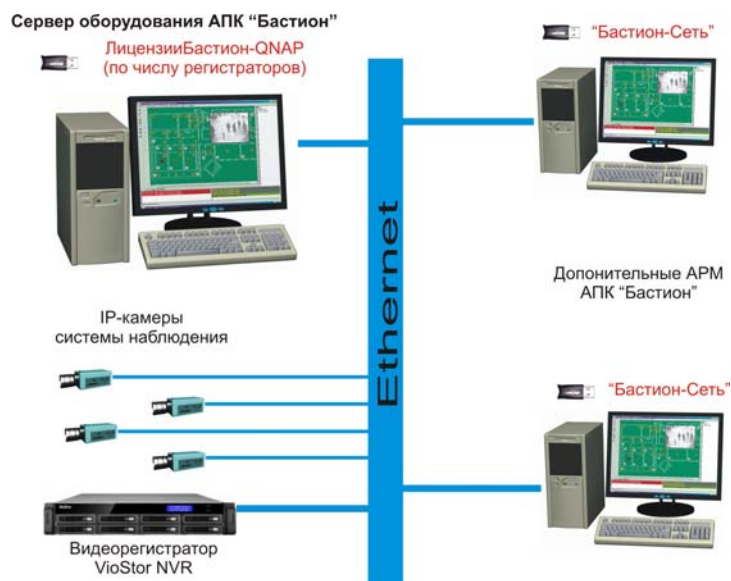 Сервер оборудования АПК “Бастион”
ЛицензииБастион-QNAP
(по числу регистраторов)
“Бастион-Сеть”
Ethernet
Допонительные АРМ
АПК “Бастион”
IP-камеры
системы наблюдения
“Бастион-Сеть”
Видеорегистратор
VioStor NVR